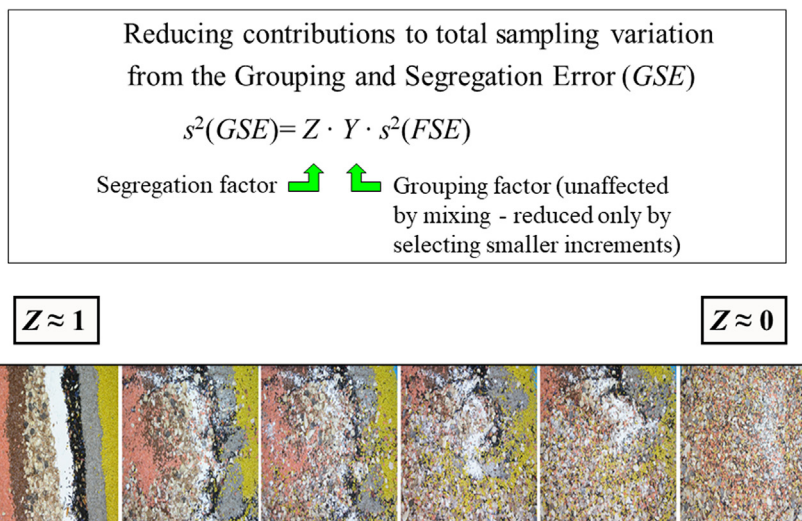 Reducing contributions to total sampling variation
from the Grouping and Segregation Error (GSE)
s²(GSE)= Z · Y · s²(FSE)
Segregation factor
Grouping factor (unaffected
by mixing - reduced only by
selecting smaller increments)
Z ≈ 1
Z ≈ 0